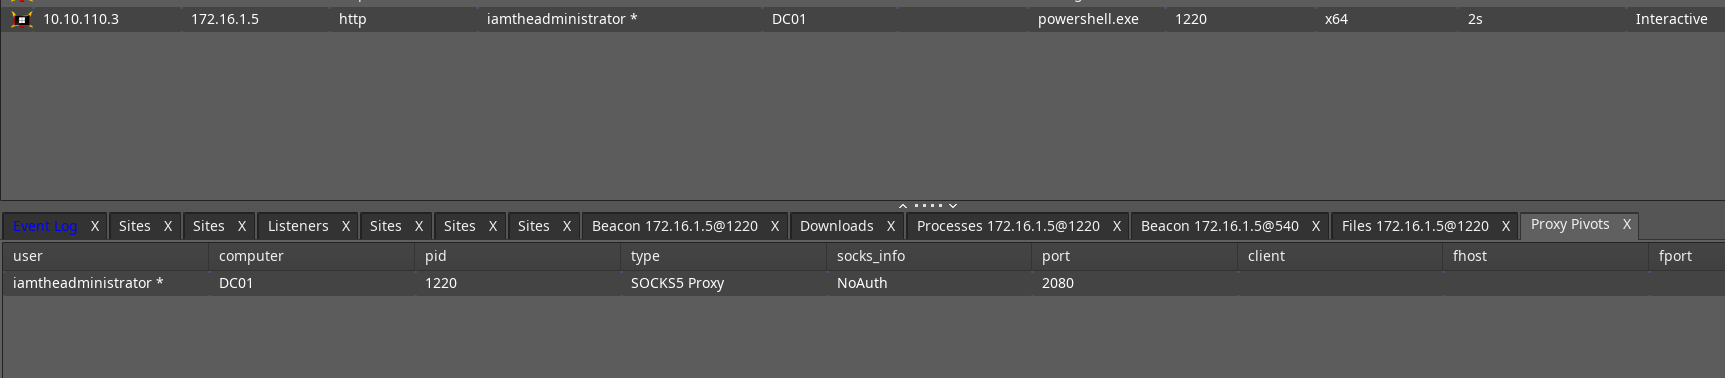 10.10.110.3 172.16.1.5 http iamtheadministrator * DC01 powershell.exe 1220 x64 2s Interactive
Event Log X Sites X Sites X Listeners X Sites X Sites X Sites X Beacon 172.16.1.5@1220 X Downloads X Processes 172.16.1.5@1220 X Beacon 172.16.1.5@540 X Files 172.16.1.5@1220 X Proxy Pivots X
user computer pid type socks_info port client fhost fport
iamtheadministrator * DC01 1220 SOCKS5 Proxy NoAuth 2080